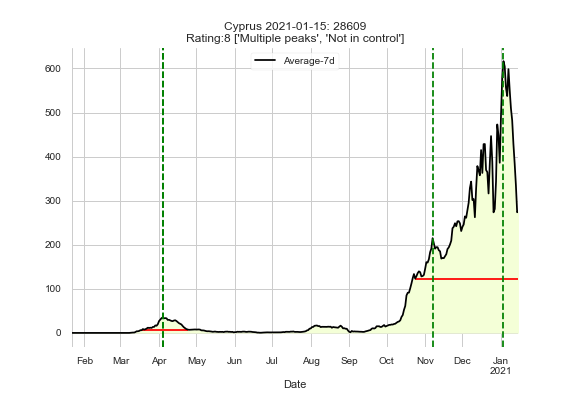 Cyprus 2021-01-15: 28609
Rating:8 ['Multiple peaks', 'Not in control']
Average-7d
600
500
400
300
200
100
0
Feb Mar Apr May Jun Jul Aug Sep Oct Nov Dec Jan
2021
Date